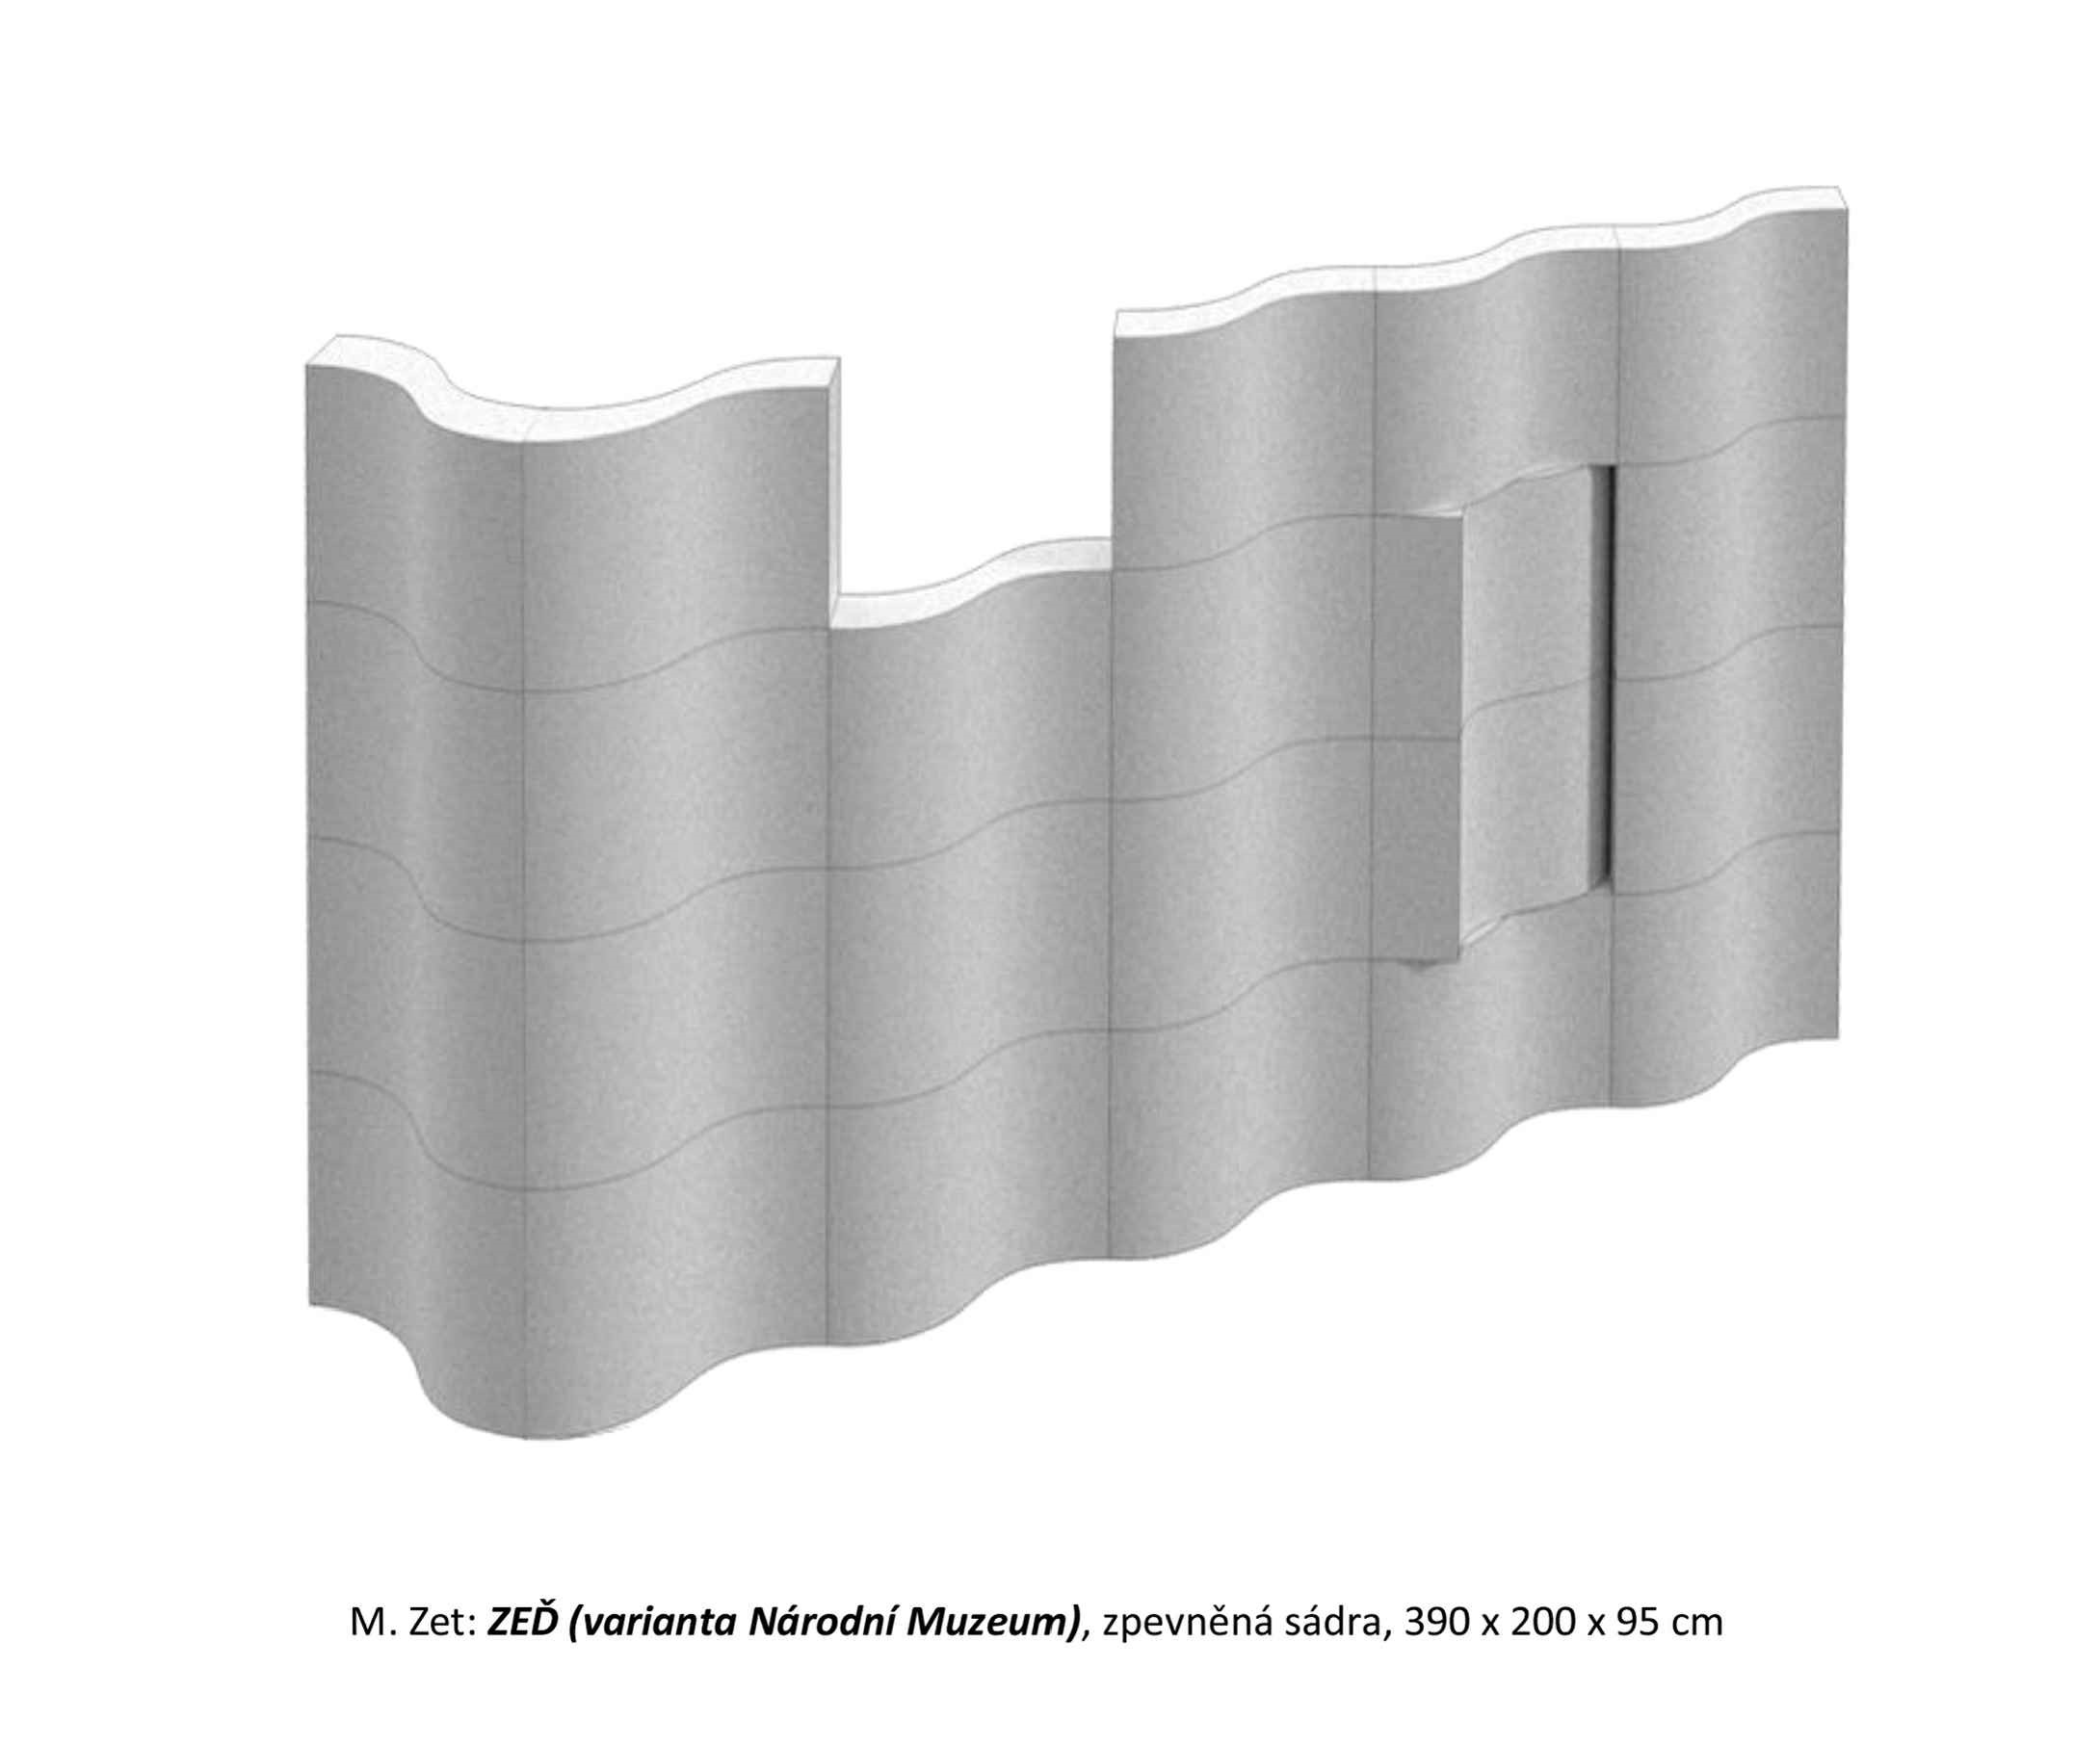 M. Zet: ZEĎ (varianta Národní Muzeum), zpevněná sádra, 390 x 200 x 95 cm